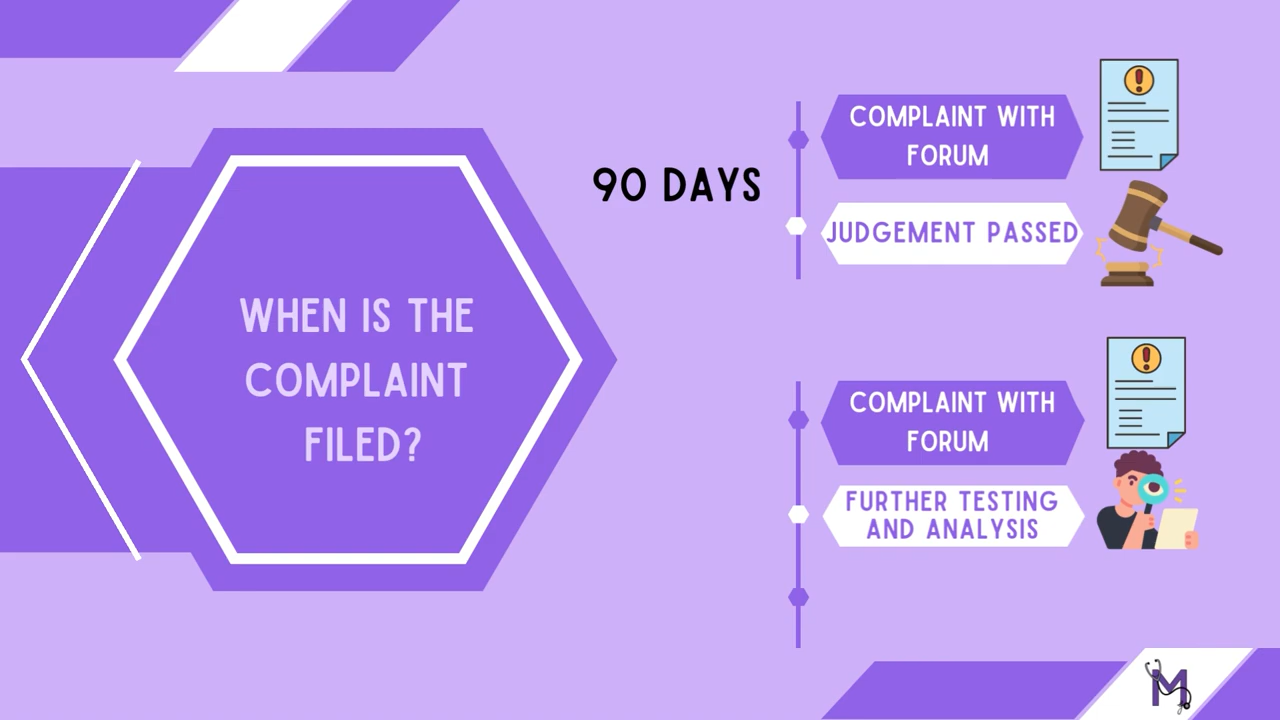 WHEN IS THE
COMPLAINT
FILED?
90 DAYS
COMPLAINT WITH
FORUM
JUDGEMENT PASSED
COMPLAINT WITH
FORUM
FURTHER TESTING
AND ANALYSIS
M